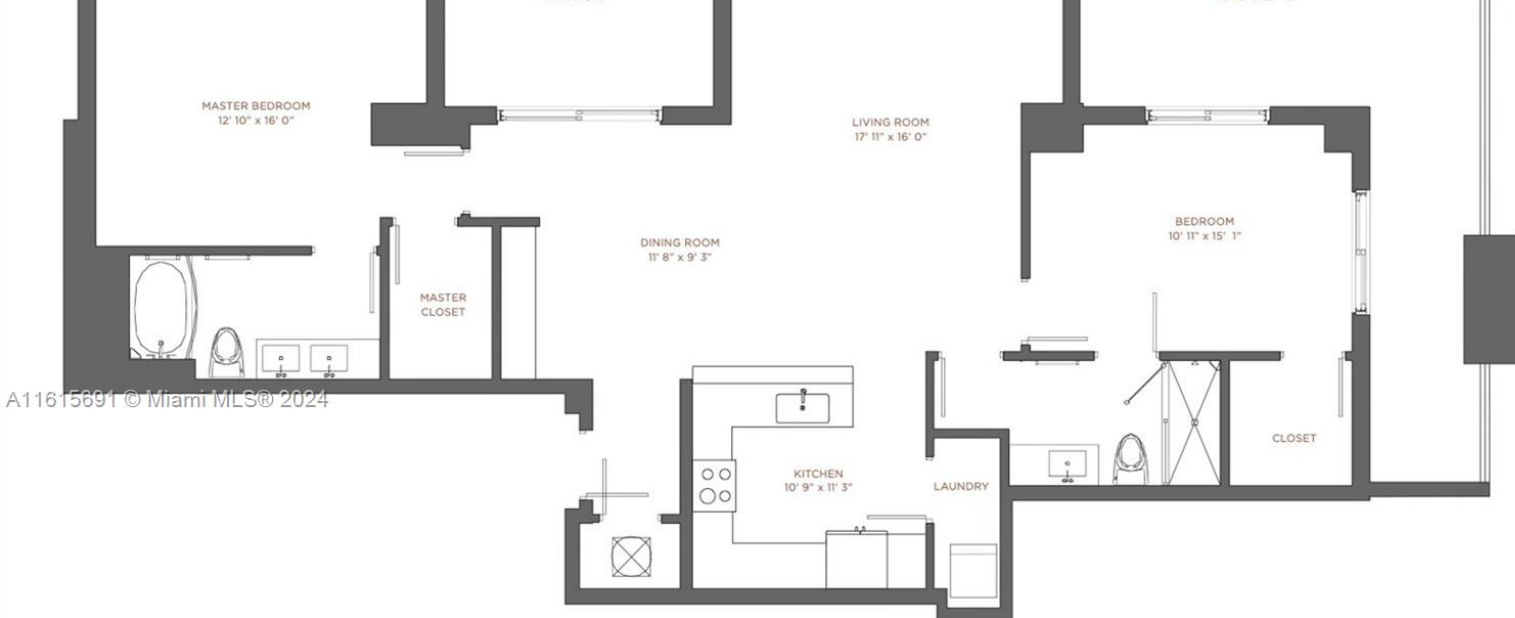 MASTER BEDROOM
12' 10" x 16' 0"
LIVING ROOM
17' 11" x 16' 0"
BEDROOM
10' 11" x 15' 1"
DINING ROOM
11' 8" x 9' 3"
MASTER
CLOSET
A11615691 © Miami MLS® 2024
CLOSET
KITCHEN
10' 9" x 11' 3"
LAUNDRY